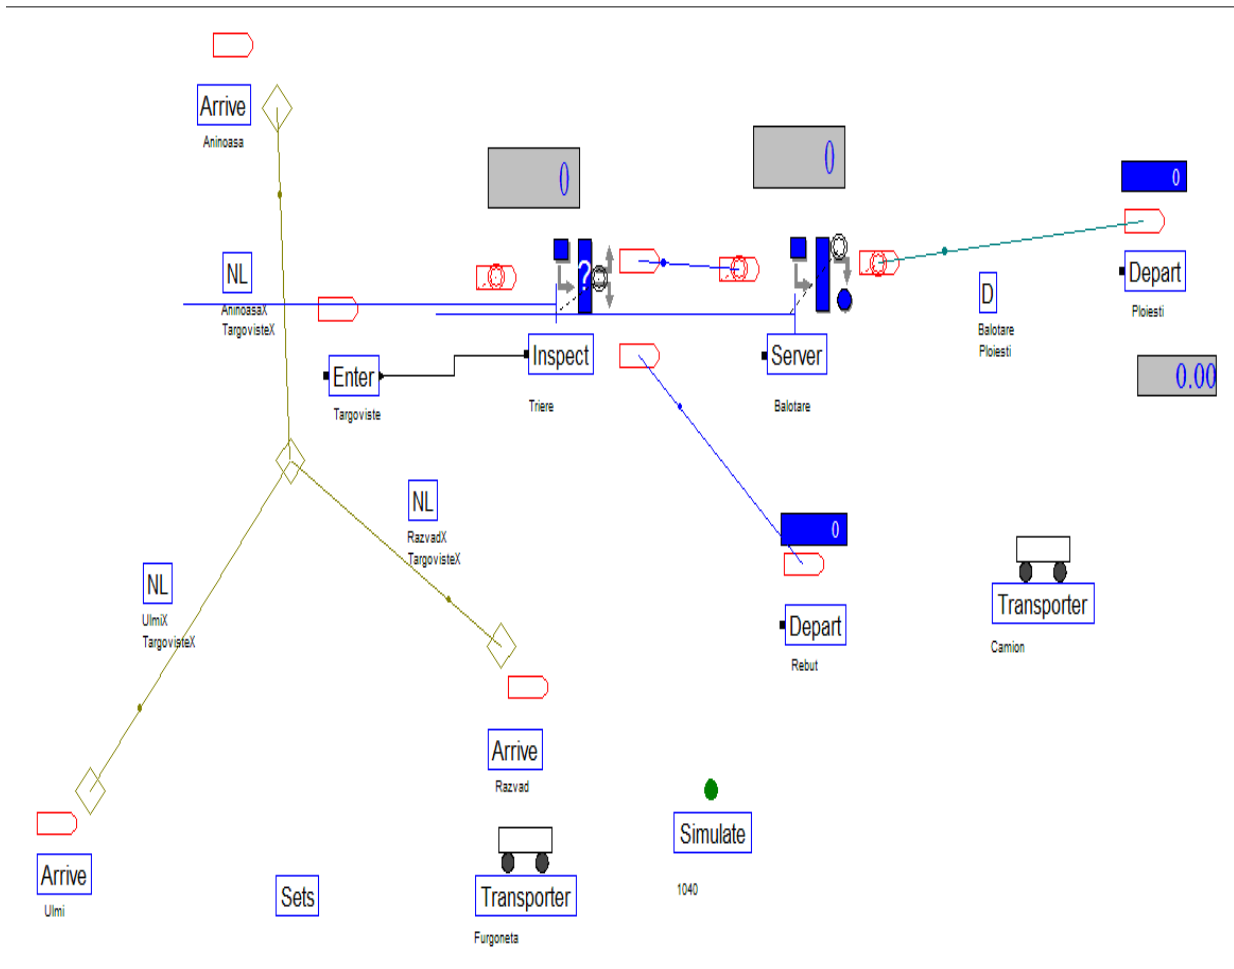 Arrive
Aninoasa
0
0
0
NL
AninoasaX
TargovisteX
?
Depart
Ploiesti
D
Balotare
Ploiesti
Enter
Targoviste
Inspect
Triere
Server
Balotare
0.00
NL
RazvadX
TargovisteX
NL
UlmiX
TargovisteX
0
Depart
Rebut
Transporter
Camion
Arrive
Razvad
Simulate
1040
Arrive
Ulmi
Sets
Transporter
Furgoneta